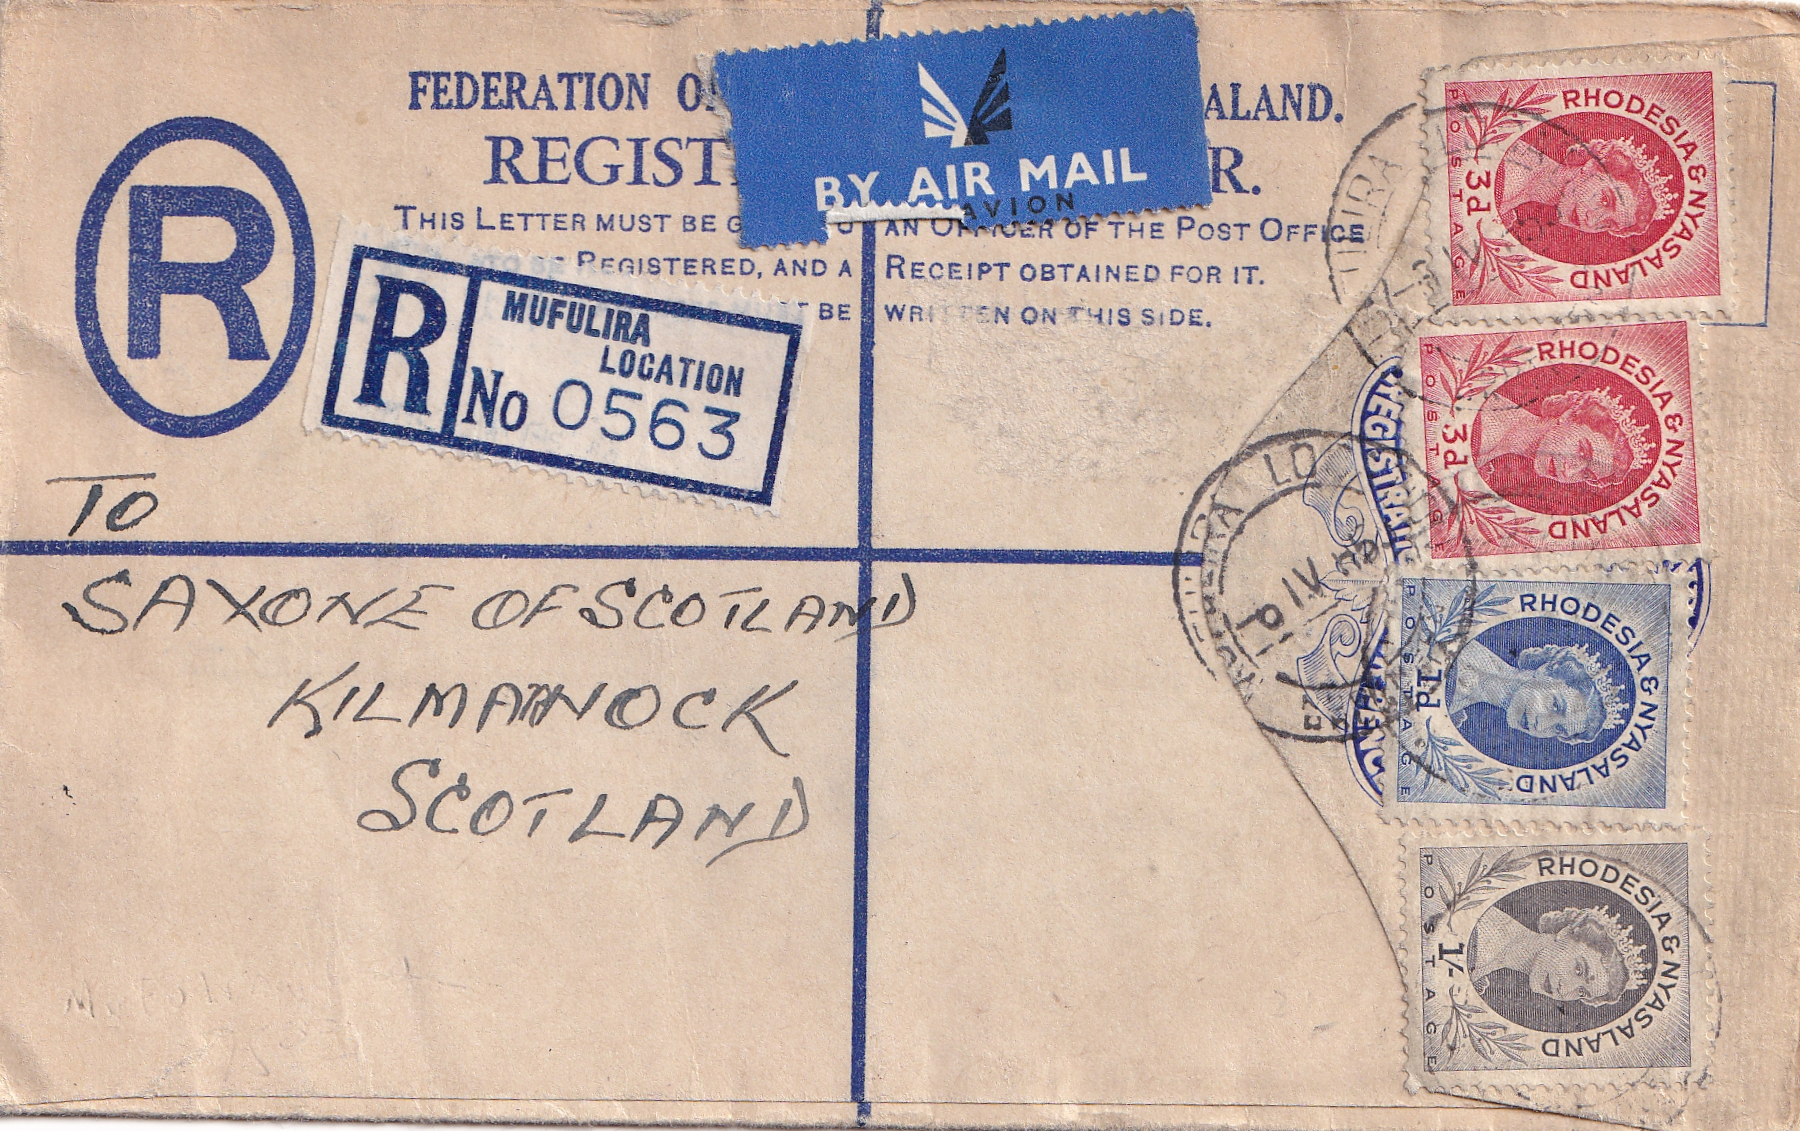 FEDERATION O ALAND.
REGIST R.
BY AIR MAIL
AVION
THIS LETTER MUST BE G O AN OFFICER OF THE POST OFFICE
REGISTERED, AND A RECEIPT OBTAINED FOR IT.
BE WRITTEN ON THIS SIDE.
R
R
MUFULIRA
LOCATION
No 0563
TO
SAXONE OF SCOTLAND
KILMARNOCK
SCOTLAND
RHODESIA & NYASALAND
POSTAGE
3d
RHODESIA & NYASALAND
POSTAGE
3d
RHODESIA & NYASALAND
POSTAGE
1d
RHODESIA & NYASALAND
POSTAGE
1/-